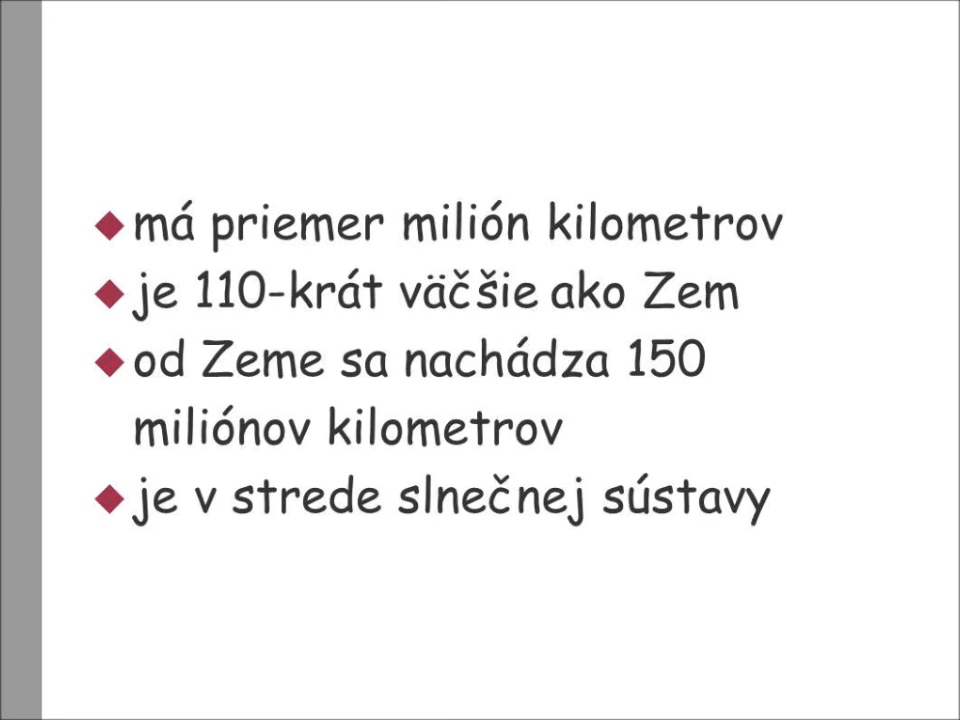 má priemer milión kilometrov
je 110-krát väčšie ako Zem
od Zeme sa nachádza 150
miliónov kilometrov
je v strede slnečnej sústavy